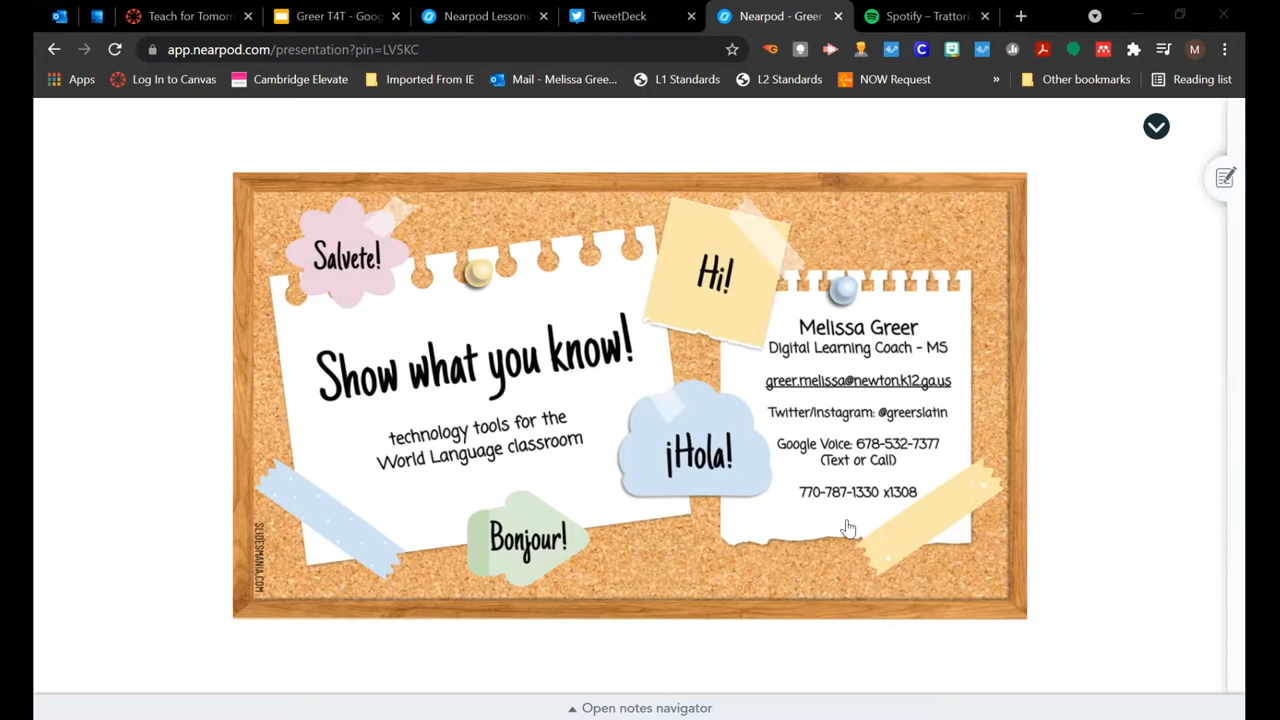 Teach for Tomorr
Greer T4T - Goog
Nearpod Lessons
TweetDeck
Nearpod - Greer
Spotify – Trattoria
app.nearpod.com/presentation?pin=LV5KC
M
Apps
Log In to Canvas
Cambridge Elevate
Imported From IE
Mail - Melissa Gree...
L1 Standards
L2 Standards
NOW Request
»
Other bookmarks
Reading list
Salvete!
Hi!
Show what you know!
technology tools for the
World Language classroom
¡Hola!
Bonjour!
Melissa Greer
Digital Learning Coach - MS
greer.melissa@newton.k12.ga.us
Twitter/Instagram: @greerslatin
Google Voice: 678-532-7377
(Text or Call)
770-787-1330 x1308
SLIDESMANIA.COM
Open notes navigator